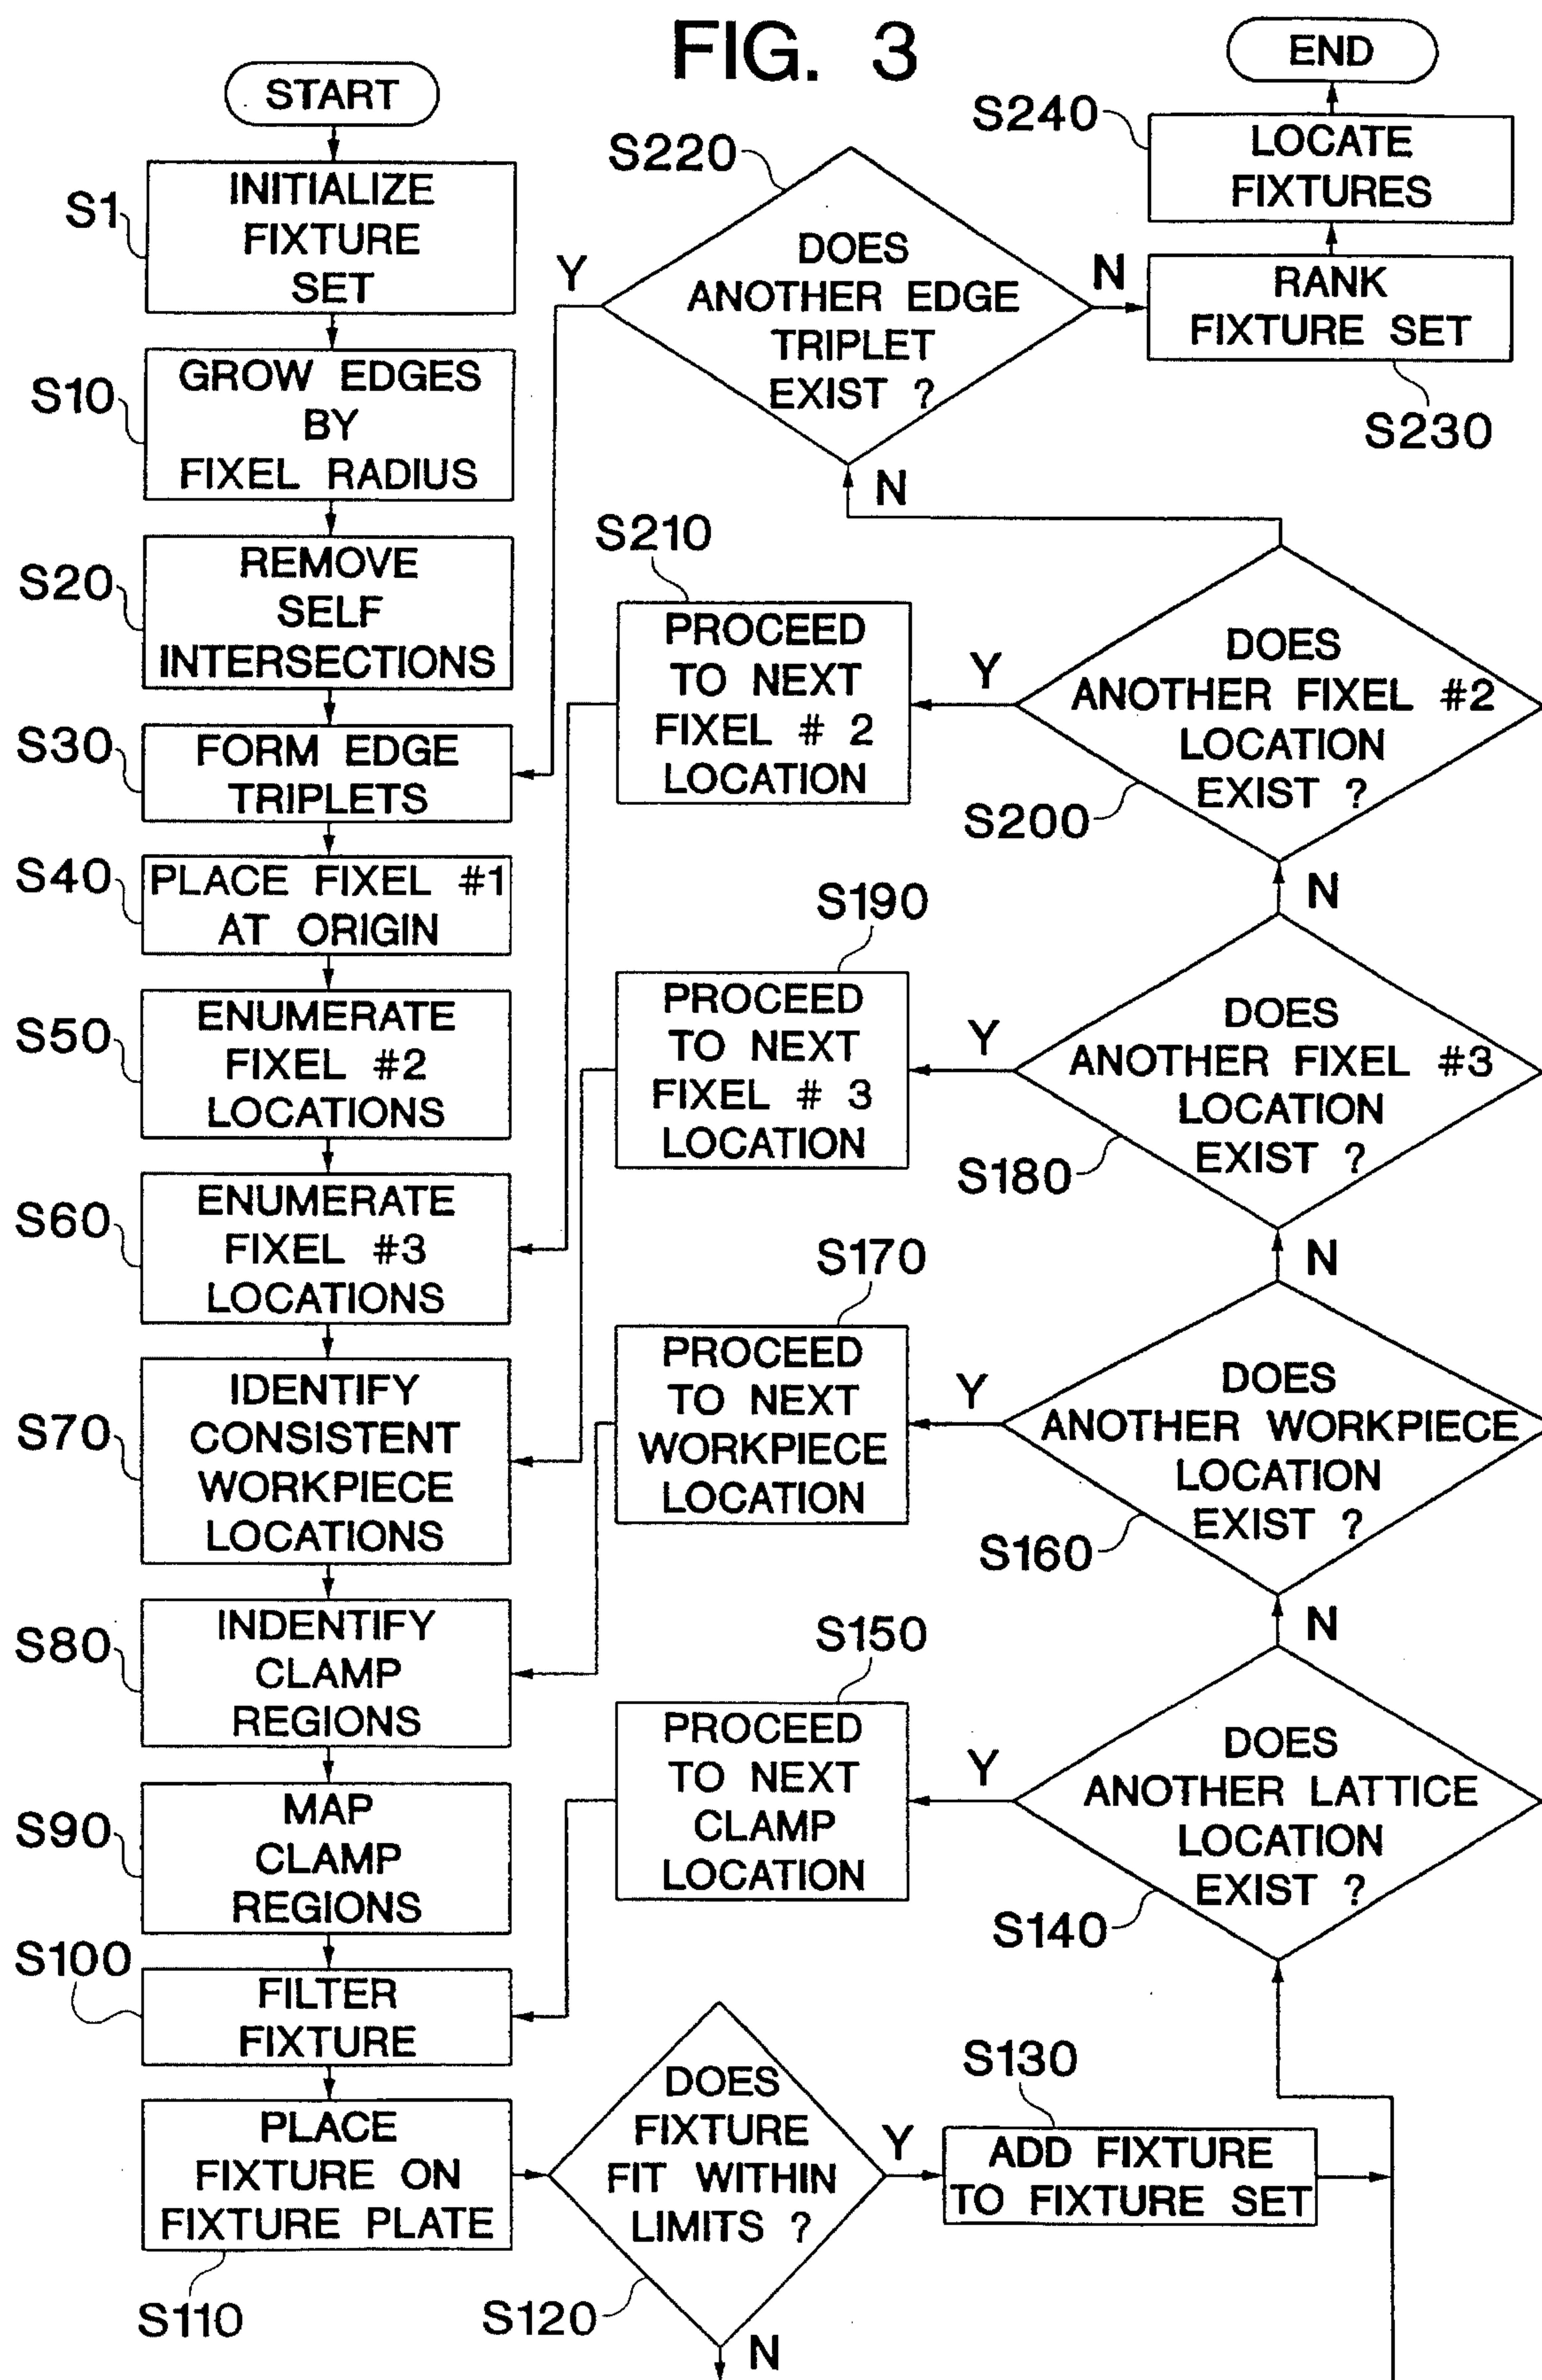 FIG. 3
START
S1
INITIALIZE
FIXTURE
SET
S10
GROW EDGES
BY
FIXEL RADIUS
S20
REMOVE
SELF
INTERSECTIONS
S30
FORM EDGE
TRIPLETS
S40
PLACE FIXEL #1
AT ORIGIN
S50
ENUMERATE
FIXEL #2
LOCATIONS
S60
ENUMERATE
FIXEL #3
LOCATIONS
S70
IDENTIFY
CONSISTENT
WORKPIECE
LOCATIONS
S80
INDENTIFY
CLAMP
REGIONS
S90
MAP
CLAMP
REGIONS
S100
FILTER
FIXTURE
PLACE
FIXTURE ON
FIXTURE PLATE
S110
DOES
FIXTURE
FIT WITHIN
LIMITS ?
S120
N
Y
S130
ADD FIXTURE
TO FIXTURE SET
DOES
ANOTHER LATTICE
LOCATION
EXIST ?
S140
Y
N
S150
PROCEED
TO NEXT
CLAMP
LOCATION
DOES
ANOTHER WORKPIECE
LOCATION
EXIST ?
S160
Y
N
S170
PROCEED
TO NEXT
WORKPIECE
LOCATION
DOES
ANOTHER FIXEL #3
LOCATION
EXIST ?
S180
Y
N
S190
PROCEED
TO NEXT
FIXEL # 3
LOCATION
DOES
ANOTHER FIXEL #2
LOCATION
EXIST ?
S200
Y
N
S210
PROCEED
TO NEXT
FIXEL # 2
LOCATION
S220
DOES
ANOTHER EDGE
TRIPLET
EXIST ?
Y
N
RANK
FIXTURE SET
S230
S240
LOCATE
FIXTURES
END